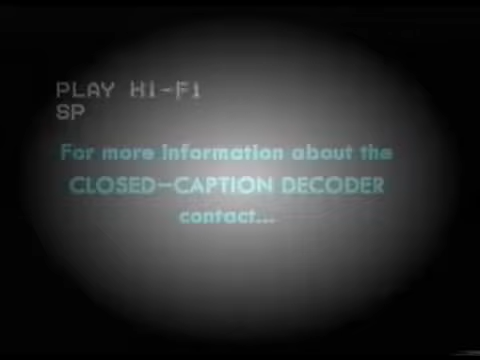 PLAY Hi-Fi
SP
For more information about the
CLOSED-CAPTION DECODER
contact...